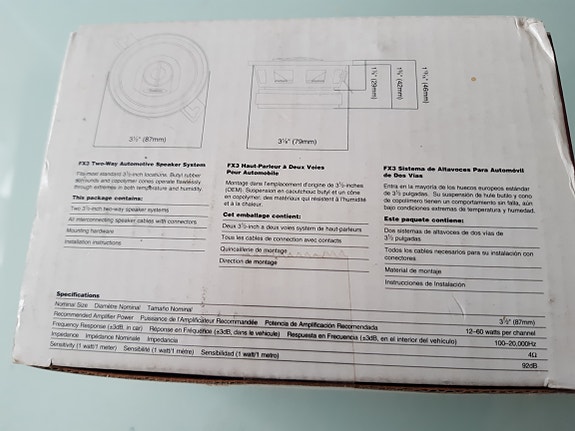 3½" (87mm)
3⅛" (79mm)
(29mm)
(42mm)
(46mm)
FX3 Two-Way Automotive Speaker System
Fits most standard 3½-inch locations. Butyl rubber
surrounds and copolymer cones operate flawlessly
through extremes in both temperature and humidity.
This package contains:
Two 3½-inch two-way speaker systems
All interconnecting speaker cables with connectors.
Mounting hardware
Installation instructions
FX3 Haut-Parleur à Deux Voies
Pour Automobile
Montage dans l'emplacement d'origine de 3½-inches
(OEM). Suspension en caoutchouc butyl et un cône
en copolymer, des matériaux qui résistent à l'humidité
et à la chaleur.
Cet emballage contient:
Deux 3½-inch a deux voies system de haut-parleurs
Tous les cables de connection avec contacts
Quincaillerie de montage
Direction de montage
FX3 Sistema de Altavoces Para Automóvil
de Dos Vias
Entra en la mayoría de los huecos europeos estándar
de 3½ pulgadas. Su suspensión de hule butilo y cono
de copolímero tienen un comportamiento sin falla, aún
bajo condiciones extremas de temperatura y humedad.
Este paquete contiene:
Dos sistemas de altavoces de dos vías de
3½ pulgadas
Todos los cables necesarios para su instalación con
conectores
Material de montaje
Instrucciones de Instalación
Specifications
Nominal Size Diamètre Nominal Tamaño Nominal 3½" (87mm)
Recommended Amplifier Power Puissance de l'Amplificateur Recommandée Potencia de Amplificación Recomendada 12–60 watts per channel
Frequency Response (±3dB, in car) Réponse en Fréquence (±3dB, dans le véhicule) Respuesta en Frecuencia (±3dB, en el interior del vehículo) 100–20,000Hz
Impedance Impedance Nominale Impedancia 4Ω
Sensitivity (1 watt/1 meter) Sensibilité (1 watt/1 mètre) Sensibilidad (1 watt/1 metro) 92dB